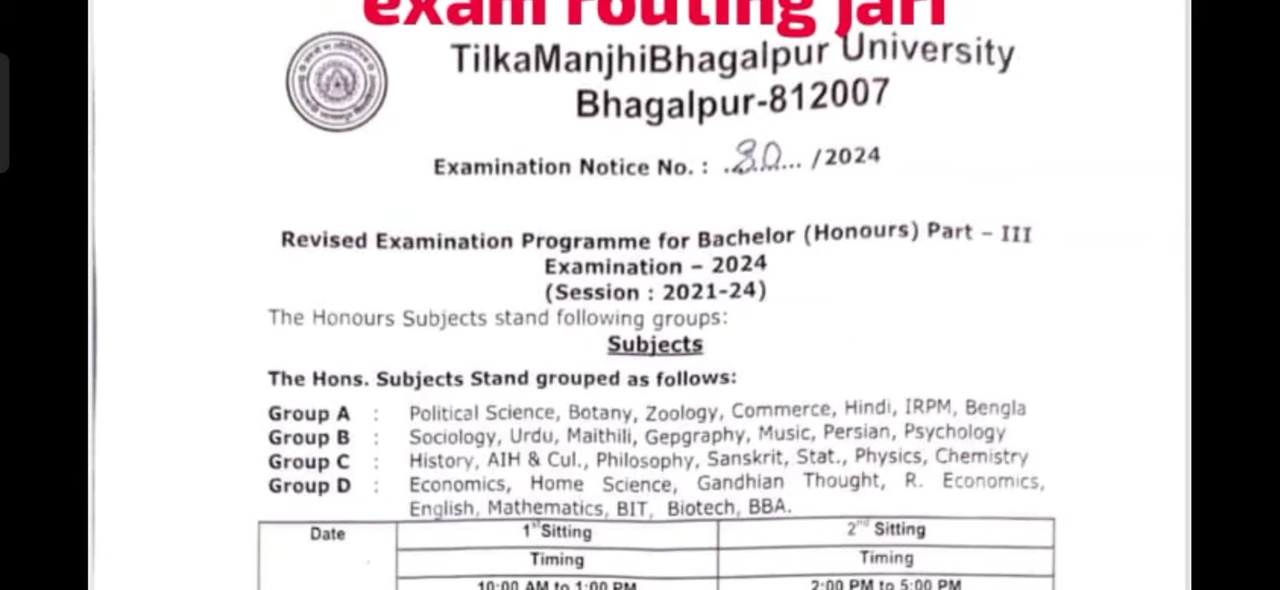 exam routing jari
TilkaManjhiBhagalpur University
Bhagalpur-812007
Examination Notice No. : .80... /2024
Revised Examination Programme for Bachelor (Honours) Part – III
Examination – 2024
(Session : 2021-24)
The Honours Subjects stand following groups:
Subjects
The Hons. Subjects Stand grouped as follows:
Group A : Political Science, Botany, Zoology, Commerce, Hindi, IRPM, Bengla
Group B : Sociology, Urdu, Maithili, Gepgraphy, Music, Persian, Psychology
Group C : History, AIH & Cul., Philosophy, Sanskrit, Stat., Physics, Chemistry
Group D : Economics, Home Science, Gandhian Thought, R. Economics,
English, Mathematics, BIT, Biotech, BBA.
Date 1st Sitting 2nd Sitting
Timing Timing
10:00 AM to 1:00 PM 2:00 PM to 5:00 PM